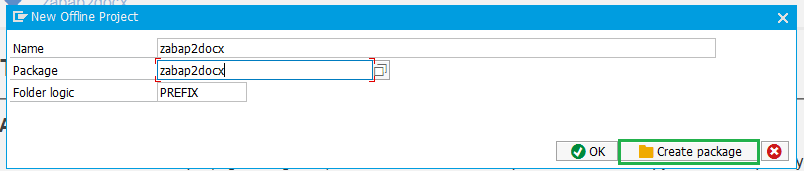 New Offline Project
Name zabap2docx
Package zabap2docx
Folder logic PREFIX
OK Create package